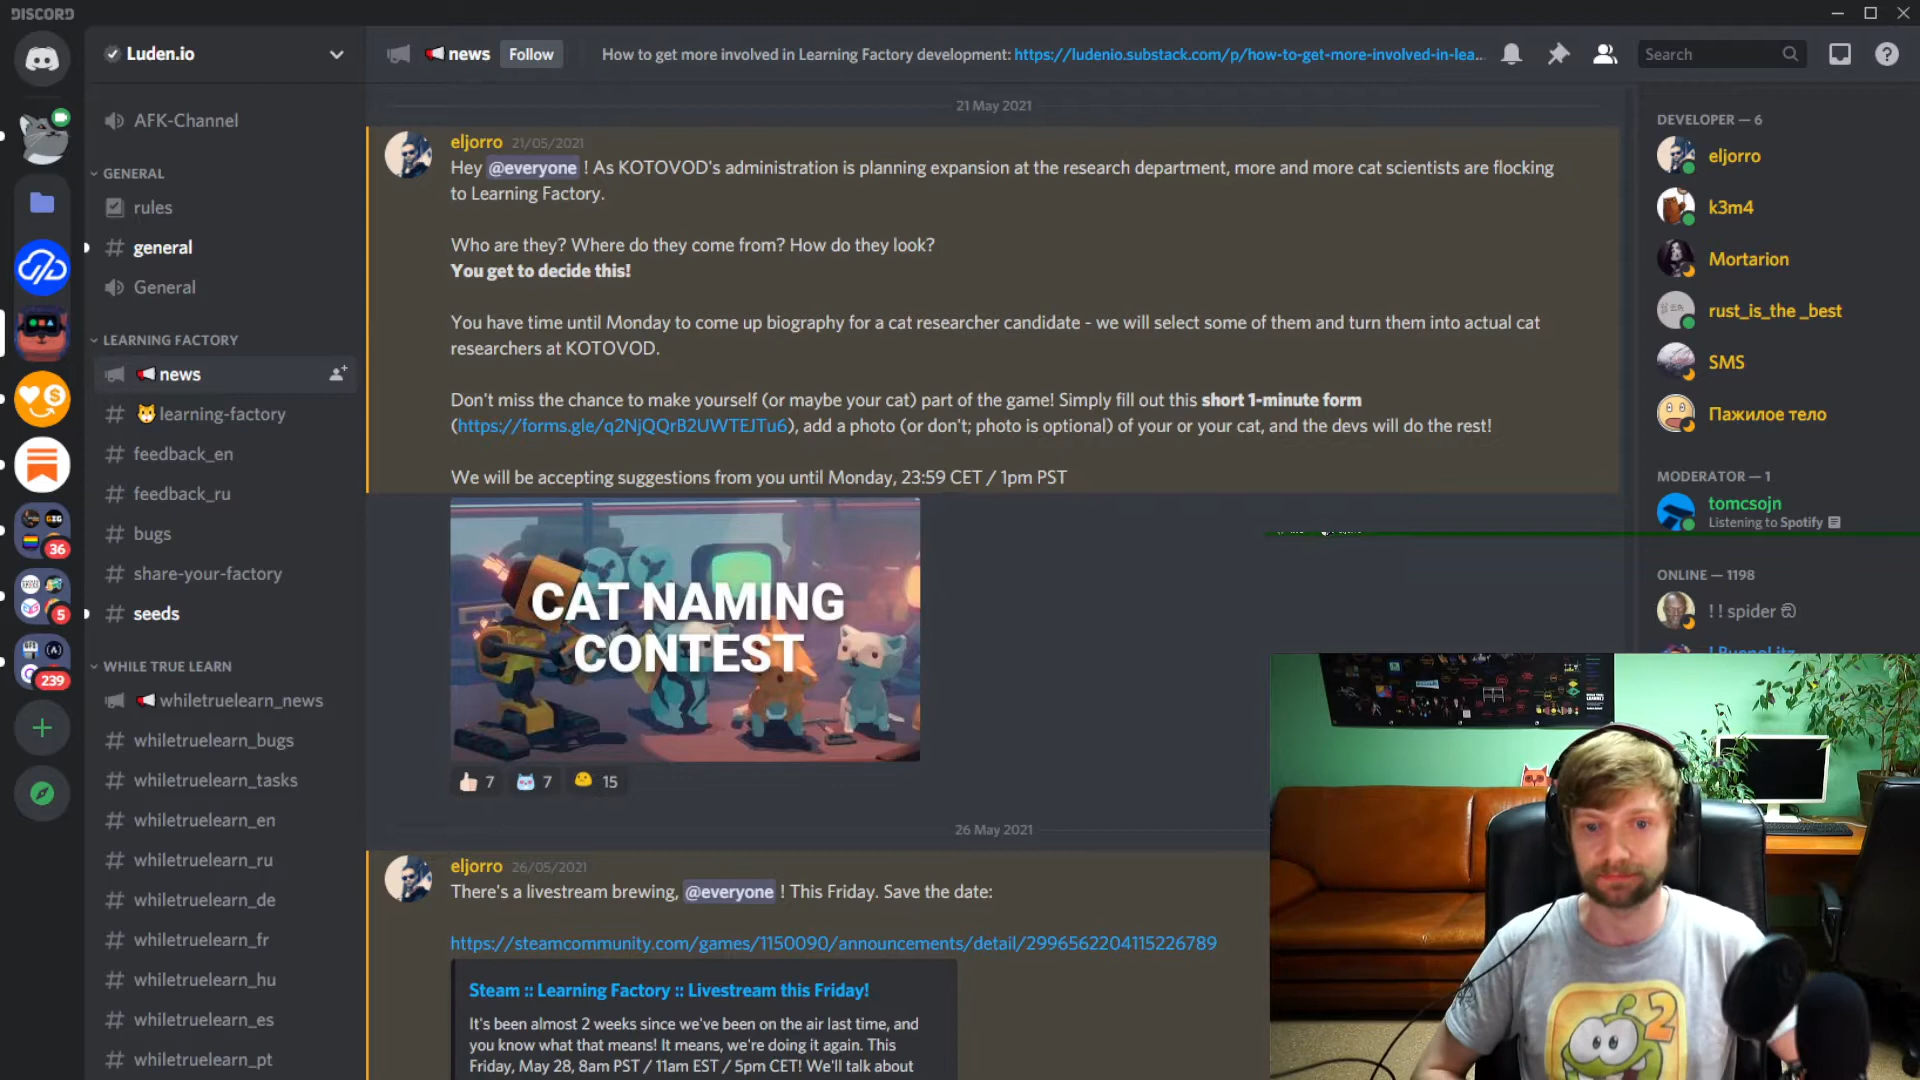 DISCORD
Luden.io
AFK-Channel
GENERAL
rules
general
General
LEARNING FACTORY
news
learning-factory
feedback_en
feedback_ru
bugs
share-your-factory
seeds
WHILE TRUE LEARN
whiletruelearn_news
whiletruelearn_bugs
whiletruelearn_tasks
whiletruelearn_en
whiletruelearn_ru
whiletruelearn_de
whiletruelearn_fr
whiletruelearn_hu
whiletruelearn_es
whiletruelearn_pt
36
5
239
news Follow How to get more involved in Learning Factory development: https://ludenio.substack.com/p/how-to-get-more-involved-in-lea... Search
21 May 2021
eljorro 21/05/2021
Hey @everyone ! As KOTOVOD's administration is planning expansion at the research department, more and more cat scientists are flocking
to Learning Factory.
Who are they? Where do they come from? How do they look?
You get to decide this!
You have time until Monday to come up biography for a cat researcher candidate - we will select some of them and turn them into actual cat
researchers at KOTOVOD.
Don't miss the chance to make yourself (or maybe your cat) part of the game! Simply fill out this short 1-minute form
(https://forms.gle/q2NjQQrB2UWTEJTu6), add a photo (or don't; photo is optional) of your or your cat, and the devs will do the rest!
We will be accepting suggestions from you until Monday, 23:59 CET / 1pm PST
CAT NAMING
CONTEST
7 7 15
26 May 2021
eljorro 26/05/2021
There's a livestream brewing, @everyone ! This Friday. Save the date:
https://steamcommunity.com/games/1150090/announcements/detail/2996562204115226789
Steam :: Learning Factory :: Livestream this Friday!
It's been almost 2 weeks since we've been on the air last time, and
you know what that means! It means, we're doing it again. This
Friday, May 28, 8am PST / 11am EST / 5pm CET! We'll talk about
DEVELOPER — 6
eljorro
k3m4
Mortarion
rust_is_the _best
SMS
Пажилое тело
MODERATOR — 1
tomcsojn
Listening to Spotify
ONLINE — 1198
! ! spider
2